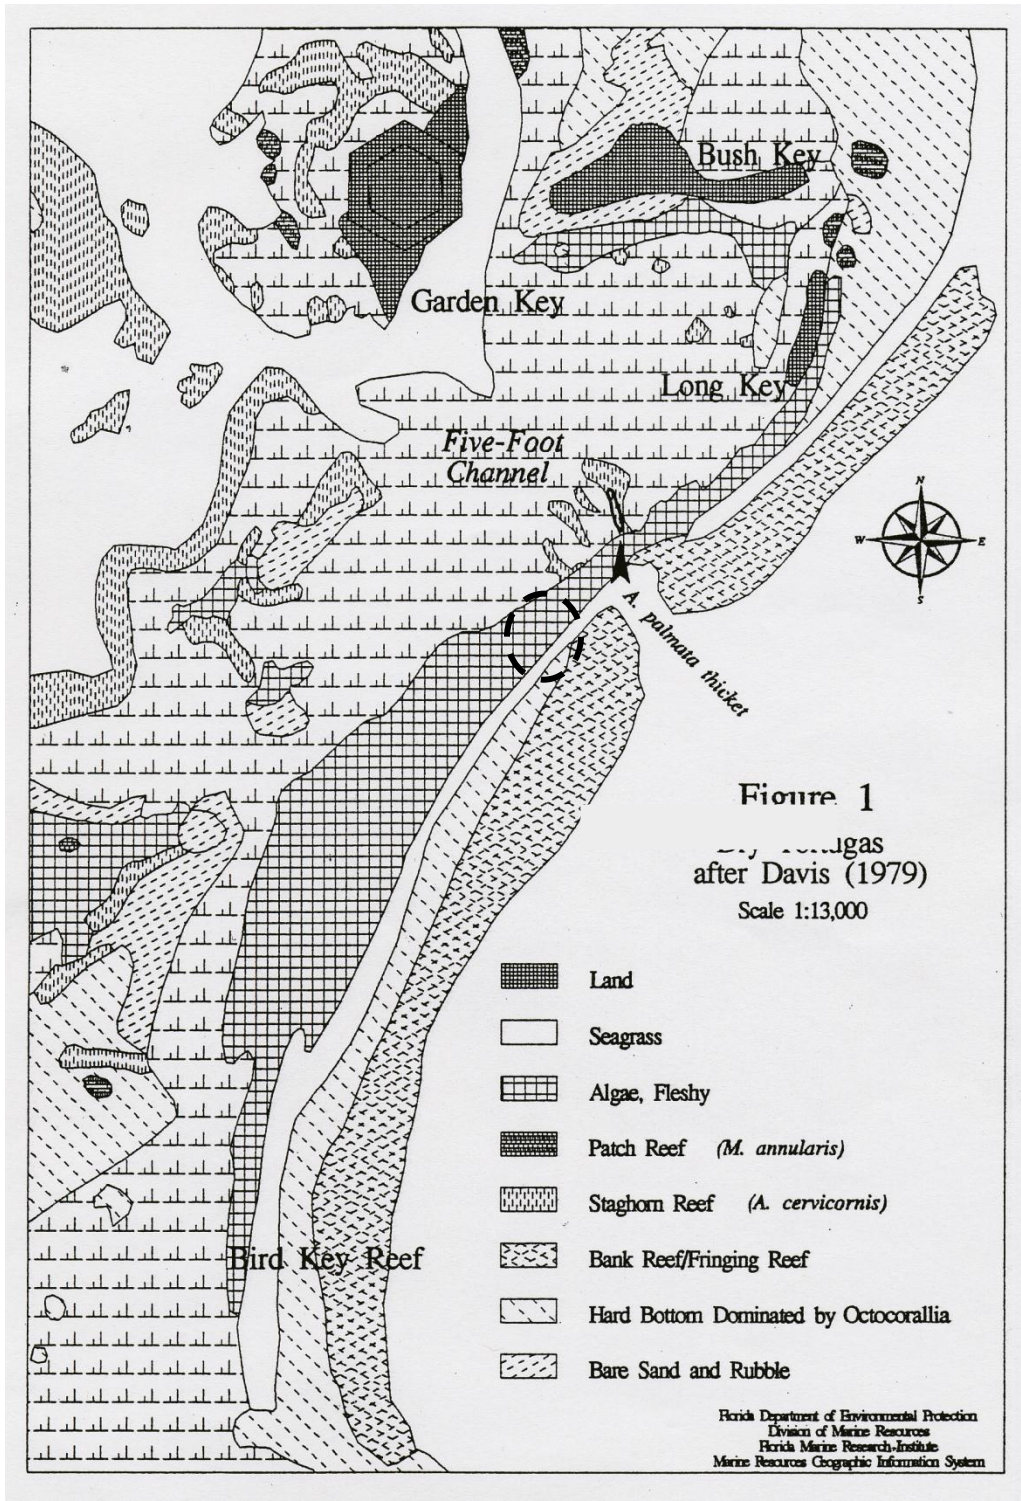 Bush Key
Garden Key
Long Key
Five-Foot
Channel
N
W
E
S
A. palmata thicket
Figure 1
after Davis (1979)
Scale 1:13,000
Land
Seagrass
Algae, Fleshy
Patch Reef (M. annularis)
Staghorn Reef (A. cervicornis)
Bank Reef/Fringing Reef
Bird Key Reef
Hard Bottom Dominated by Octocorallia
Bare Sand and Rubble
Florida Department of Environmental Protection
Division of Marine Resources
Florida Marine Research Institute
Marine Resources Geographic Information System